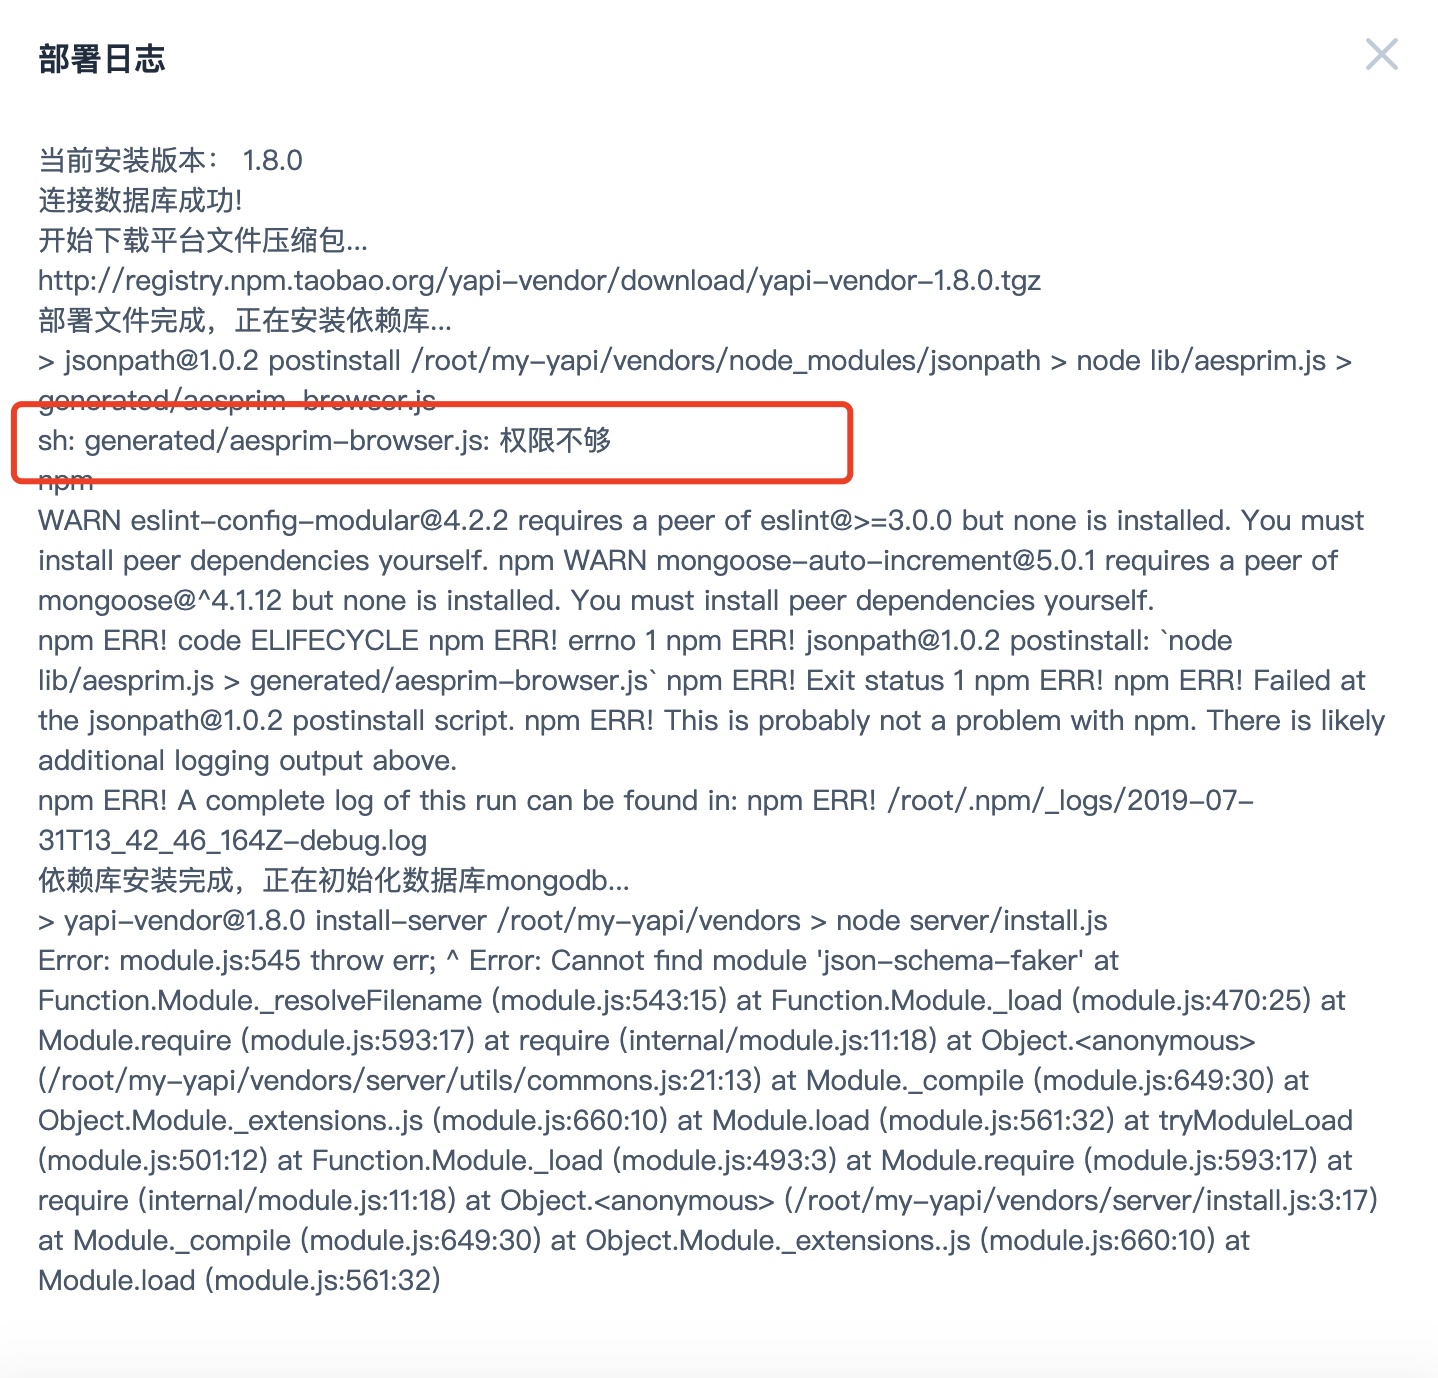 部署日志
当前安装版本： 1.8.0
连接数据库成功!
开始下载平台文件压缩包...
http://registry.npm.taobao.org/yapi-vendor/download/yapi-vendor-1.8.0.tgz
部署文件完成，正在安装依赖库...
> jsonpath@1.0.2 postinstall /root/my-yapi/vendors/node_modules/jsonpath > node lib/aesprim.js >
generated/aesprim-browser.js
sh: generated/aesprim-browser.js: 权限不够
npm
WARN eslint-config-modular@4.2.2 requires a peer of eslint@>=3.0.0 but none is installed. You must
install peer dependencies yourself. npm WARN mongoose-auto-increment@5.0.1 requires a peer of
mongoose@^4.1.12 but none is installed. You must install peer dependencies yourself.
npm ERR! code ELIFECYCLE npm ERR! errno 1 npm ERR! jsonpath@1.0.2 postinstall: `node
lib/aesprim.js > generated/aesprim-browser.js` npm ERR! Exit status 1 npm ERR! npm ERR! Failed at
the jsonpath@1.0.2 postinstall script. npm ERR! This is probably not a problem with npm. There is likely
additional logging output above.
npm ERR! A complete log of this run can be found in: npm ERR! /root/.npm/_logs/2019-07-
31T13_42_46_164Z-debug.log
依赖库安装完成，正在初始化数据库mongodb...
> yapi-vendor@1.8.0 install-server /root/my-yapi/vendors > node server/install.js
Error: module.js:545 throw err; ^ Error: Cannot find module 'json-schema-faker' at
Function.Module._resolveFilename (module.js:543:15) at Function.Module._load (module.js:470:25) at
Module.require (module.js:593:17) at require (internal/module.js:11:18) at Object.<anonymous>
(/root/my-yapi/vendors/server/utils/commons.js:21:13) at Module._compile (module.js:649:30) at
Object.Module._extensions..js (module.js:660:10) at Module.load (module.js:561:32) at tryModuleLoad
(module.js:501:12) at Function.Module._load (module.js:493:3) at Module.require (module.js:593:17) at
require (internal/module.js:11:18) at Object.<anonymous> (/root/my-yapi/vendors/server/install.js:3:17)
at Module._compile (module.js:649:30) at Object.Module._extensions..js (module.js:660:10) at
Module.load (module.js:561:32)